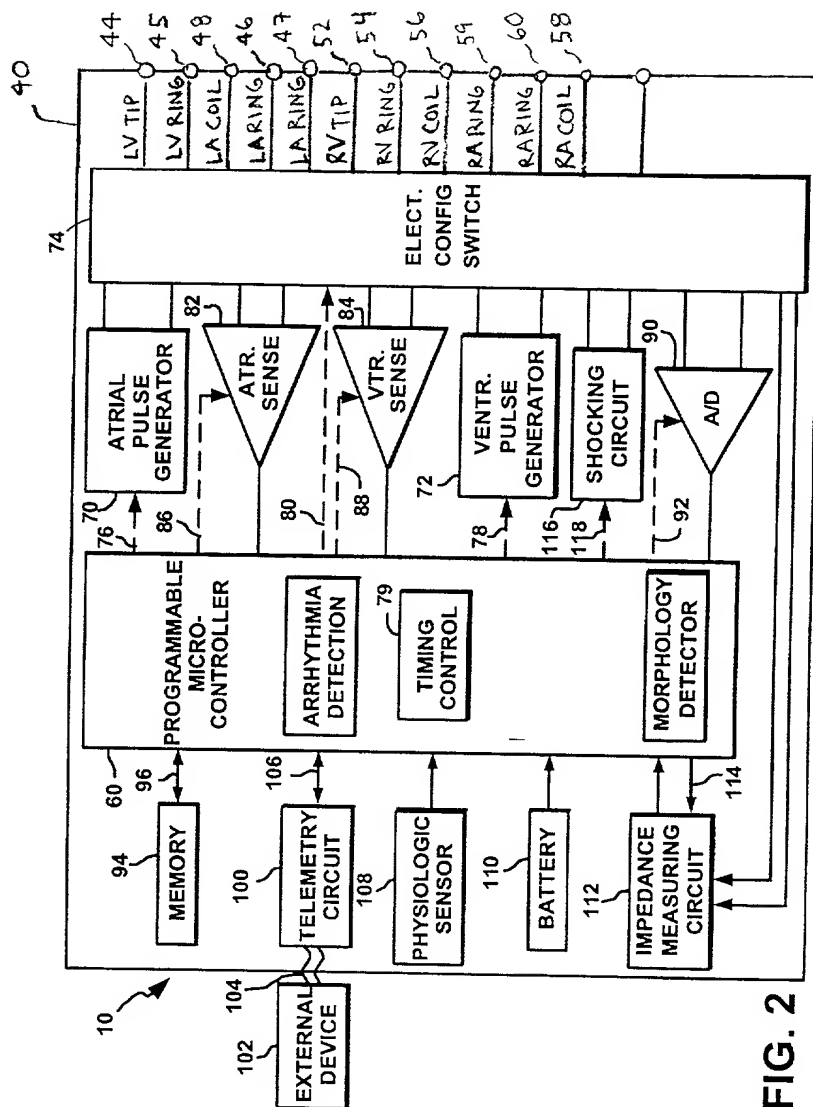 40
44
45
48
46
47
52
54
56
59
60
58
LV TIP
LV RING
LA COIL
LA RING
LA RING
RV TIP
RV RING
RV COIL
RA RING
RA RING
RA COIL
74
ELECT.
CONFIG
SWITCH
ATRIAL
PULSE
GENERATOR
70
76
82
ATR.
SENSE
86
80
84
VTR.
SENSE
88
VENTR.
PULSE
GENERATOR
72
78
SHOCKING
CIRCUIT
116
118
90
A/D
92
PROGRAMMABLE
MICRO-
CONTROLLER
60
ARRHYTHMIA
DETECTION
79
TIMING
CONTROL
MORPHOLOGY
DETECTOR
96
94
MEMORY
106
100
TELEMETRY
CIRCUIT
108
PHYSIOLOGIC
SENSOR
110
BATTERY
112
IMPEDANCE
MEASURING
CIRCUIT
114
10
104
102
EXTERNAL
DEVICE
FIG. 2